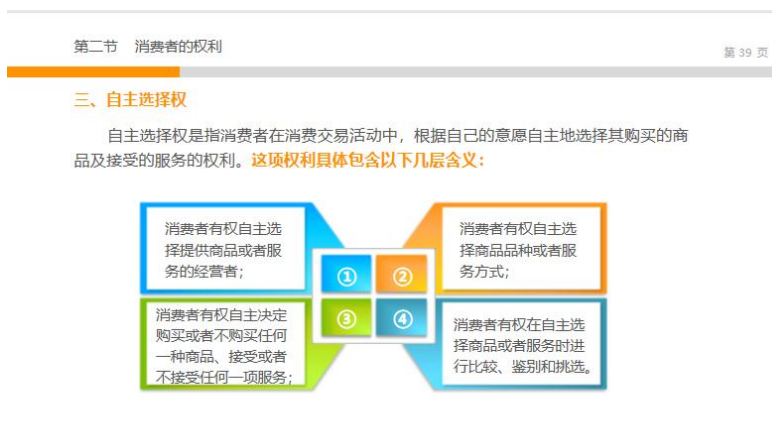 第二节 消费者的权利
第 39 页
三、自主选择权
自主选择权是指消费者在消费交易活动中，根据自己的意愿自主地选择其购买的商
品及接受的服务的权利。这项权利具体包含以下几层含义：
消费者有权自主选
择提供商品或者服
务的经营者；
①
②
消费者有权自主选
择商品品种或者服
务方式；
消费者有权自主决定
购买或者不购买任何
一种商品、接受或者
不接受任何一项服务；
③
④
消费者有权在自主选
择商品或者服务时进
行比较、鉴别和挑选。